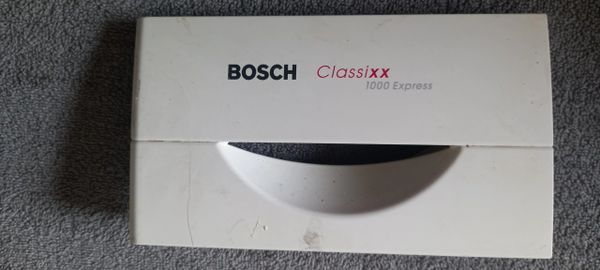 BOSCH Classixx
1000 Express